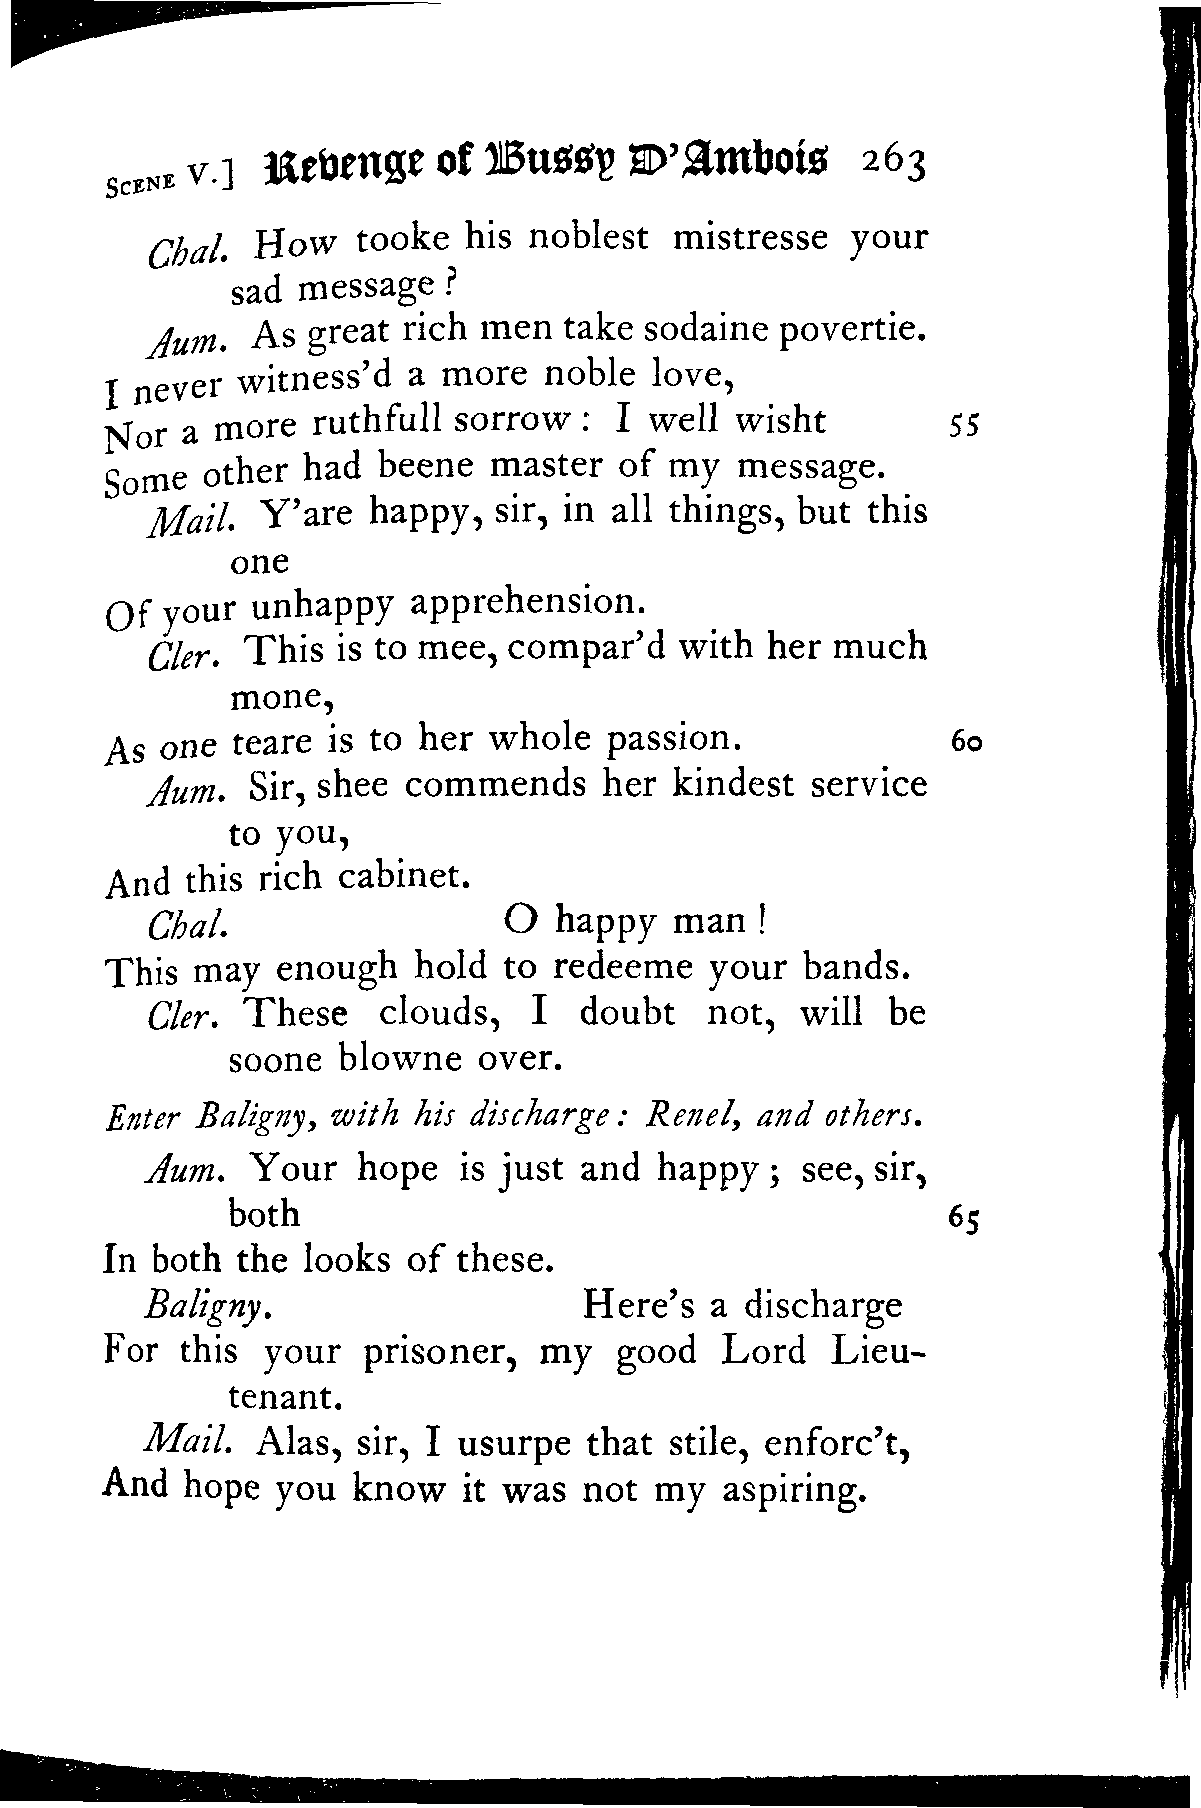 SCENE V.] Revenge of Bussy D'Ambois 263
Chal. How tooke his noblest mistresse your
sad message?
Aum. As great rich men take sodaine povertie.
I never witness'd a more noble love,
Nor a more ruthfull sorrow: I well wisht 55
Some other had beene master of my message.
Mail. Y'are happy, sir, in all things, but this
one
Of your unhappy apprehension.
Cler. This is to mee, compar'd with her much
mone,
As one teare is to her whole passion. 60
Aum. Sir, shee commends her kindest service
to you,
And this rich cabinet.
Chal. O happy man!
This may enough hold to redeeme your bands.
Cler. These clouds, I doubt not, will be
soone blowne over.
Enter Baligny, with his discharge: Renel, and others.
Aum. Your hope is just and happy; see, sir,
both 65
In both the looks of these.
Baligny. Here's a discharge
For this your prisoner, my good Lord Lieu-
tenant.
Mail. Alas, sir, I usurpe that stile, enforc't,
And hope you know it was not my aspiring.